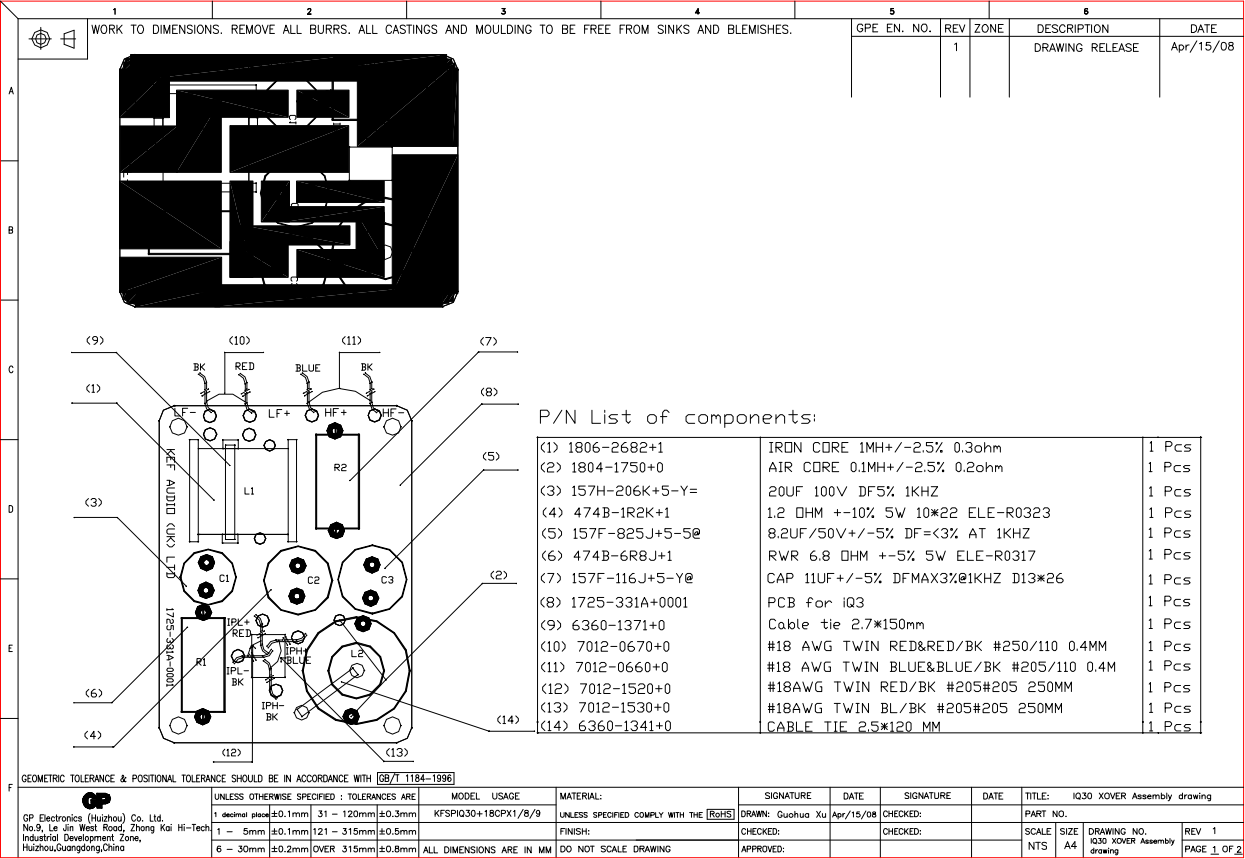 1 2 3 4 5 6
WORK TO DIMENSIONS. REMOVE ALL BURRS. ALL CASTINGS AND MOULDING TO BE FREE FROM SINKS AND BLEMISHES.
GPE EN. NO. REV ZONE DESCRIPTION DATE
1 DRAWING RELEASE Apr/15/08
A
B
C
D
E
F
C1
(9) (10) (11) (7)
BK RED BLUE BK
(1) (8)
LF- LF+ HF+ HF-
R2
(5)
L1
KEF AUDIO (UK) LTD
(3)
C1 C2 C3
(2)
1725-331A-0001
IPL+
RED
IPH+
BLUE
L2
R1
IPL-
BK
IPH-
BK
(6)
(14)
(4)
(12) (13)
P/N List of components:
(1) 1806-2682+1 IRON CORE 1MH+/-2.5% 0.3ohm 1 Pcs
(2) 1804-1750+0 AIR CORE 0.1MH+/-2.5% 0.2ohm 1 Pcs
(3) 157H-206K+5-Y= 20UF 100V DF5% 1KHZ 1 Pcs
(4) 474B-1R2K+1 1.2 OHM +-10% 5W 10*22 ELE-R0323 1 Pcs
(5) 157F-825J+5-5@ 8.2UF/50V+/-5% DF=<3% AT 1KHZ 1 Pcs
(6) 474B-6R8J+1 RWR 6.8 OHM +-5% 5W ELE-R0317 1 Pcs
(7) 157F-116J+5-Y@ CAP 11UF+/-5% DFMAX3%@1KHZ D13*26 1 Pcs
(8) 1725-331A+0001 PCB for iQ3 1 Pcs
(9) 6360-1371+0 Cable tie 2.7*150mm 1 Pcs
(10) 7012-0670+0 #18 AWG TWIN RED&RED/BK #250/110 0.4MM 1 Pcs
(11) 7012-0660+0 #18 AWG TWIN BLUE&BLUE/BK #205/110 0.4M 1 Pcs
(12) 7012-1520+0 #18AWG TWIN RED/BK #205#205 250MM 1 Pcs
(13) 7012-1530+0 #18AWG TWIN BL/BK #205#205 250MM 1 Pcs
(14) 6360-1341+0 CABLE TIE 2.5*120 MM 1 Pcs
GEOMETRIC TOLERANCE & POSITIONAL TOLERANCE SHOULD BE IN ACCORDANCE WITH GB/T 1184-1996
GP
GP Electronics (Huizhou) Co. Ltd.
No.9, Le Jin West Road, Zhong Kai Hi-Tech
Industrial Development Zone,
Huizhou,Guangdong,China
UNLESS OTHERWISE SPECIFIED : TOLERANCES ARE
1 decimal place ±0.1mm 31 - 120mm ±0.3mm
1 - 5mm ±0.1mm 121 - 315mm ±0.5mm
6 - 30mm ±0.2mm OVER 315mm ±0.8mm
MODEL USAGE
KFSPIQ30+18CPX1/8/9
ALL DIMENSIONS ARE IN MM
MATERIAL:
UNLESS SPECIFIED COMPLY WITH THE RoHS
FINISH:
DO NOT SCALE DRAWING
SIGNATURE DATE SIGNATURE DATE
DRAWN: Guohua Xu Apr/15/08 CHECKED:
CHECKED: CHECKED:
APPROVED:
TITLE: IQ30 XOVER Assembly drawing
PART NO.
SCALE SIZE DRAWING NO. REV 1
NTS A4 IQ30 XOVER Assembly
drawing
PAGE 1 OF 2